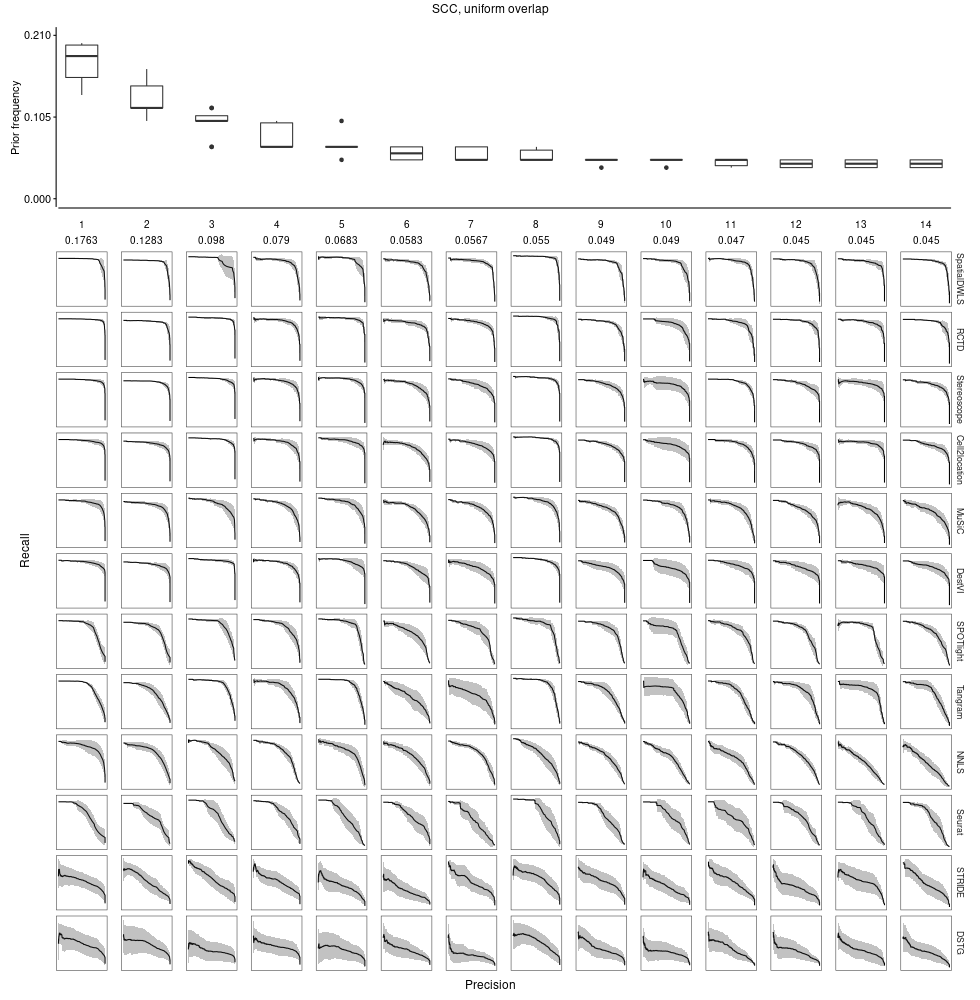 SCC, uniform overlap
0.210
0.105
0.000
Prior frequency
1 2 3 4 5 6 7 8 9 10 11 12 13 14
0.1763 0.1283 0.098 0.079 0.0683 0.0583 0.0567 0.055 0.049 0.049 0.047 0.045 0.045 0.045
SpatialDWLS
RCTD
Stereoscope
Cell2location
MuSiC
DestVI
SPOTlight
Tangram
NNLS
Seurat
STRIDE
DSTG
Recall
Precision